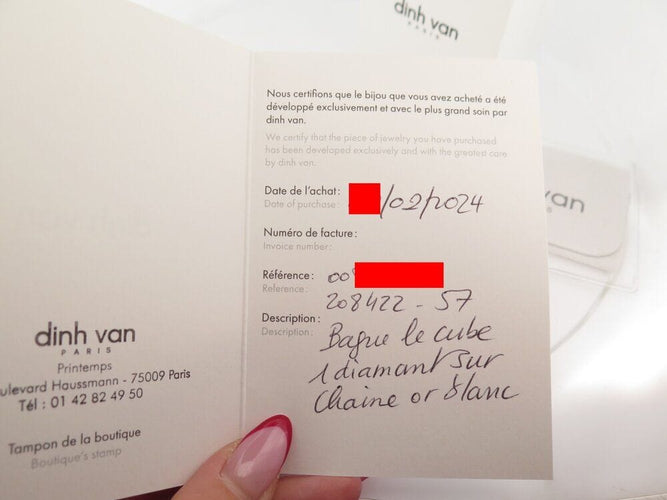 dinh van
PARIS
Printemps
ulevard Haussmann - 75009 Paris
Tél : 01 42 82 49 50
Tampon de la boutique
Boutique's stamp
Nous certifions que le bijou que vous avez acheté a été
développé exclusivement et avec le plus grand soin par
dinh van.
We certify that the piece of jewelry you have purchased
has been developed exclusively and with the greatest care
by dinh van.
Date de l'achat : /02/2024
Date of purchase :
Numéro de facture :
Invoice number :
Référence : 00
Reference :
208422 - 57
Description : Bague le cube
Description :
1 diamant sur
Chaine or blanc
dinh van
PARIS
van